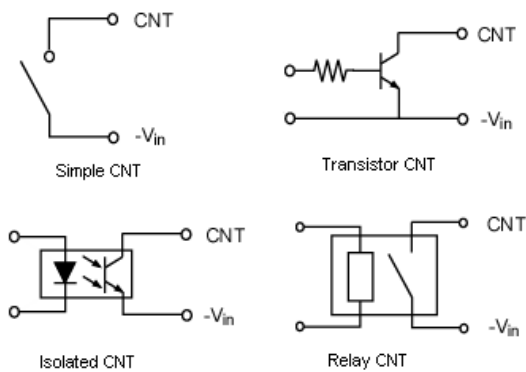 CNT
-Vin
Simple CNT
CNT
-Vin
Transistor CNT
CNT
-Vin
Isolated CNT
CNT
-Vin
Relay CNT